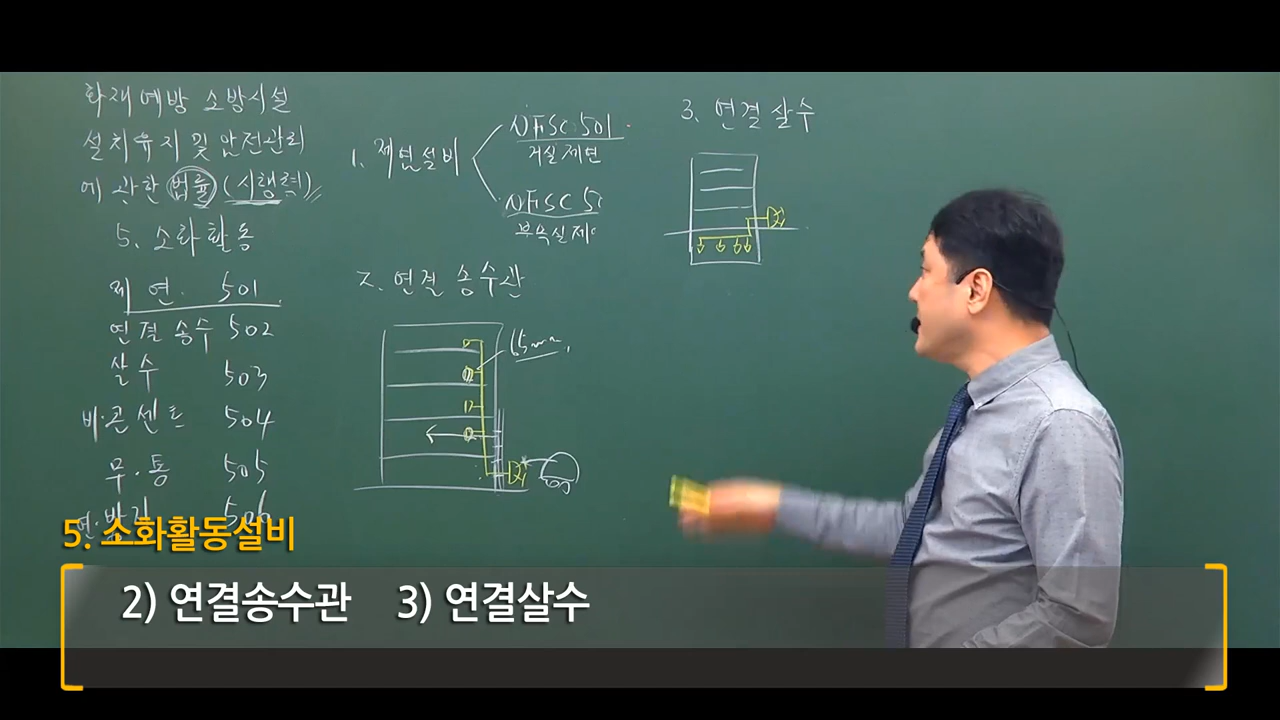 화재예방 소방시설
설치유지 및 안전관리
에 관한 법률 (시행력)
5. 소화활동
제연. 501
연결송수 502
살수 503
비·콘센트 504
무·통 505
연·방지 506
1. 제연설비
NFSC 501
거실제연
NFSC 5
부속실제
2. 연결 송수관
65mm
3. 연결살수
5. 소화활동설비
2) 연결송수관 3) 연결살수